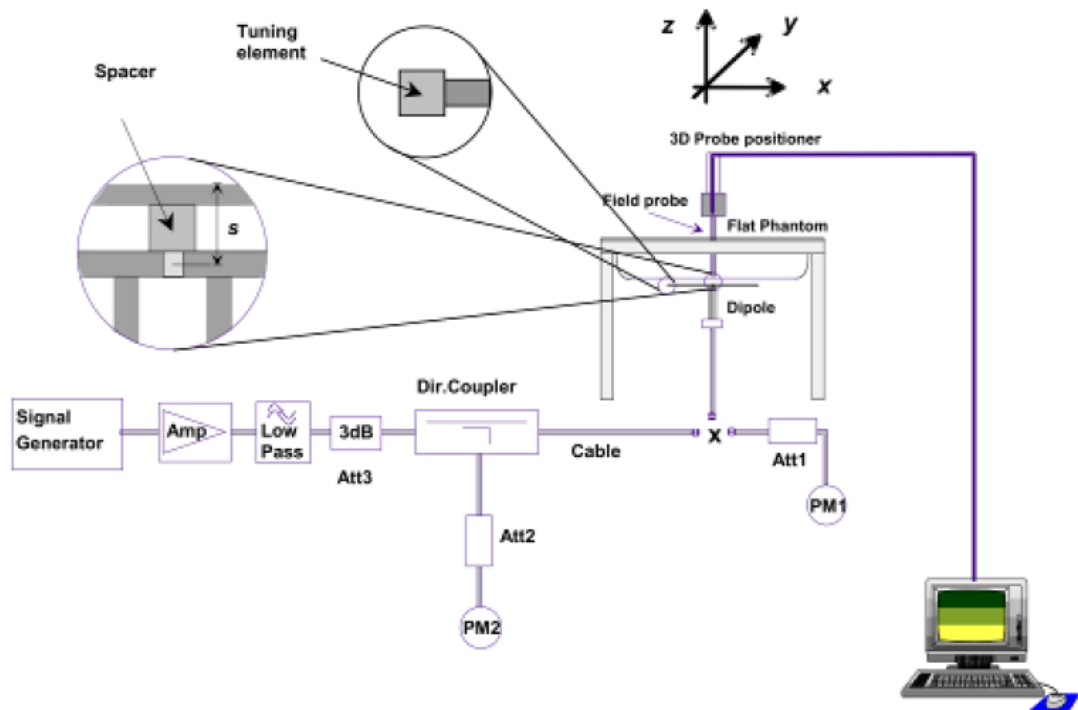 Tuning
element
Spacer
s
z
y
x
3D Probe positioner
Field probe
Flat Phantom
Dipole
Dir.Coupler
Signal
Generator
Amp
Low
Pass
3dB
Att3
Cable
x
Att1
PM1
Att2
PM2